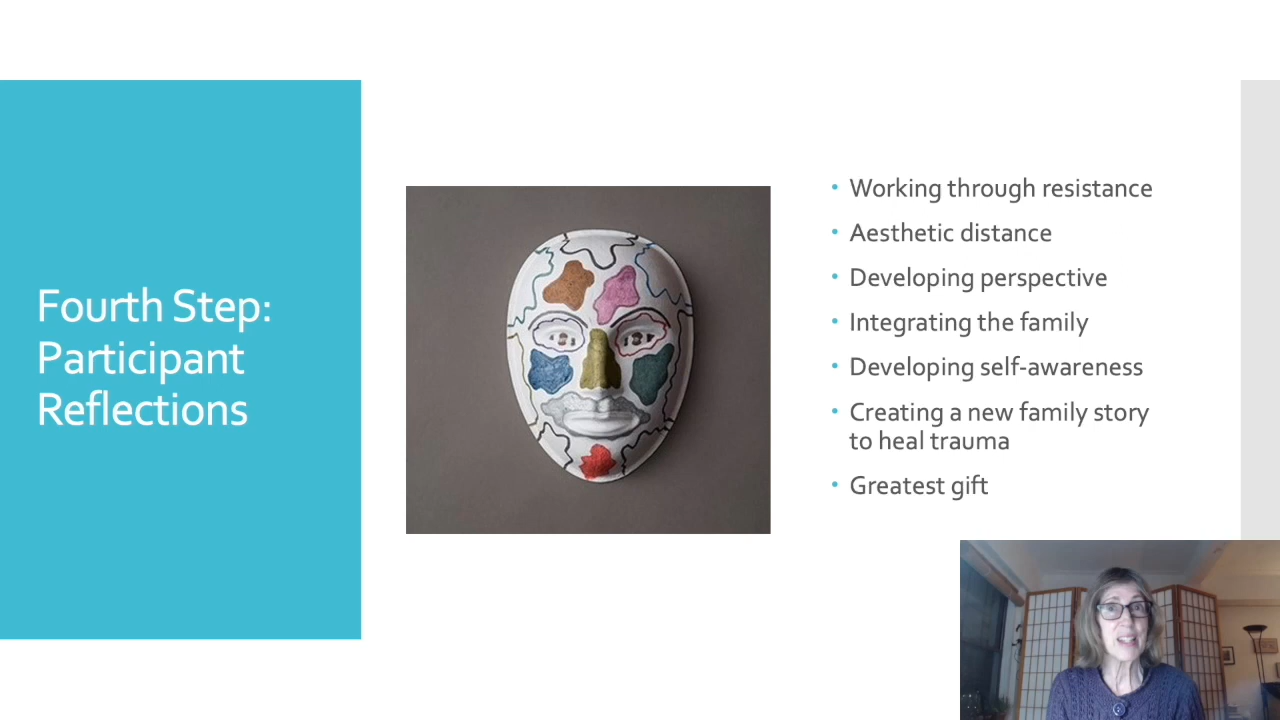 Fourth Step:
Participant
Reflections
• Working through resistance
• Aesthetic distance
• Developing perspective
• Integrating the family
• Developing self-awareness
• Creating a new family story
to heal trauma
• Greatest gift